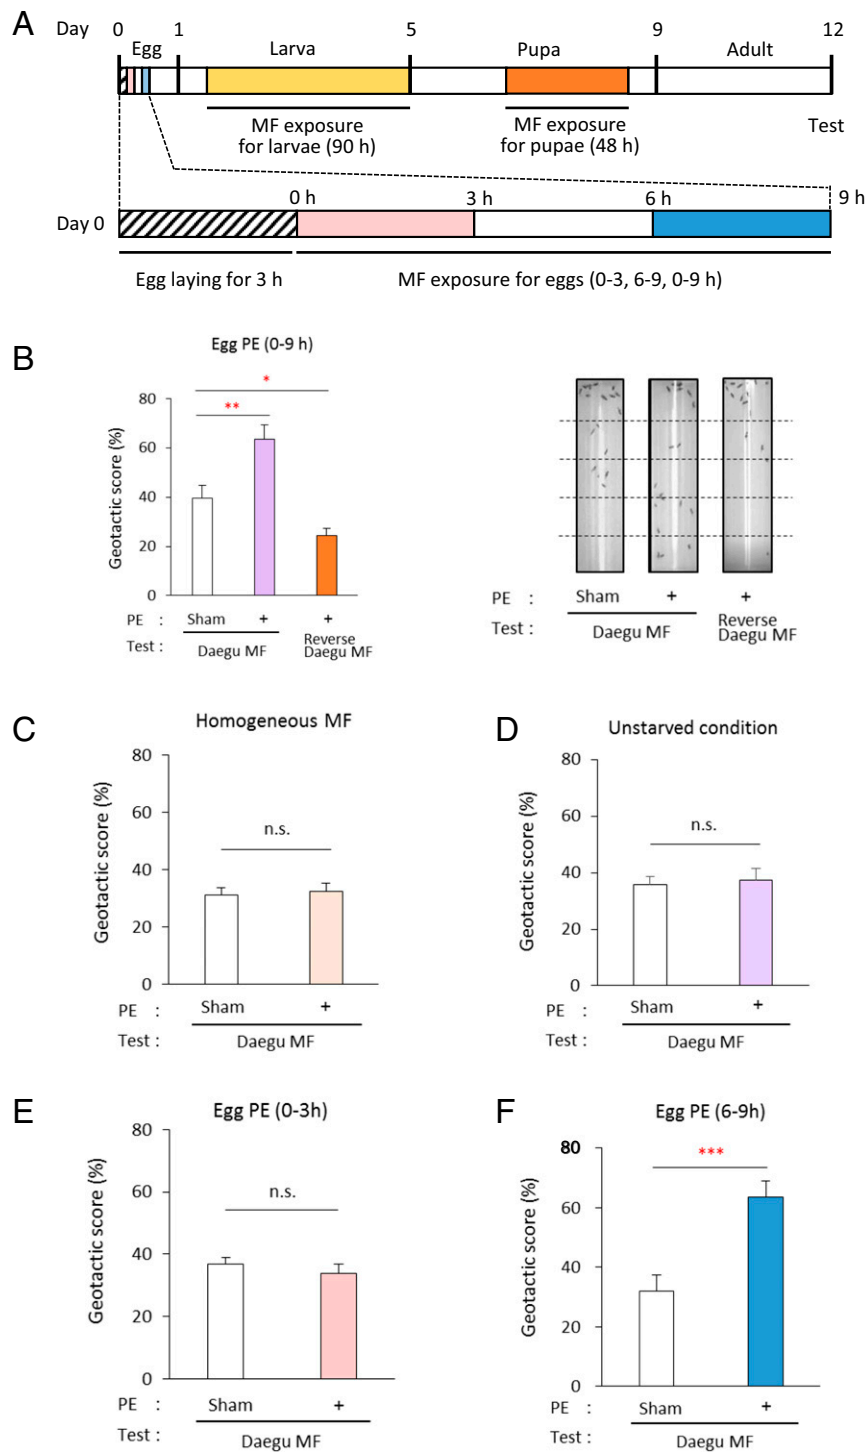 A
Day 0 1 5 9 12
Egg Larva Pupa Adult
MF exposure
for larvae (90 h)
MF exposure
for pupae (48 h)
Test
0 h 3 h 6 h 9 h
Day 0
Egg laying for 3 h
MF exposure for eggs (0-3, 6-9, 0-9 h)
B
Egg PE (0-9 h)
Geotactic score (%)
80
60
40
20
0
*
**
PE : Sham + +
Test : Daegu MF Reverse
Daegu MF
PE : Sham + +
Test : Daegu MF Reverse
Daegu MF
C
Homogeneous MF
Geotactic score (%)
80
60
40
20
0
n.s.
PE : Sham +
Test : Daegu MF
D
Unstarved condition
Geotactic score (%)
80
60
40
20
0
n.s.
PE : Sham +
Test : Daegu MF
E
Egg PE (0-3h)
Geotactic score (%)
80
60
40
20
0
n.s.
PE : Sham +
Test : Daegu MF
F
Egg PE (6-9h)
Geotactic score (%)
80
60
40
20
0
***
PE : Sham +
Test : Daegu MF